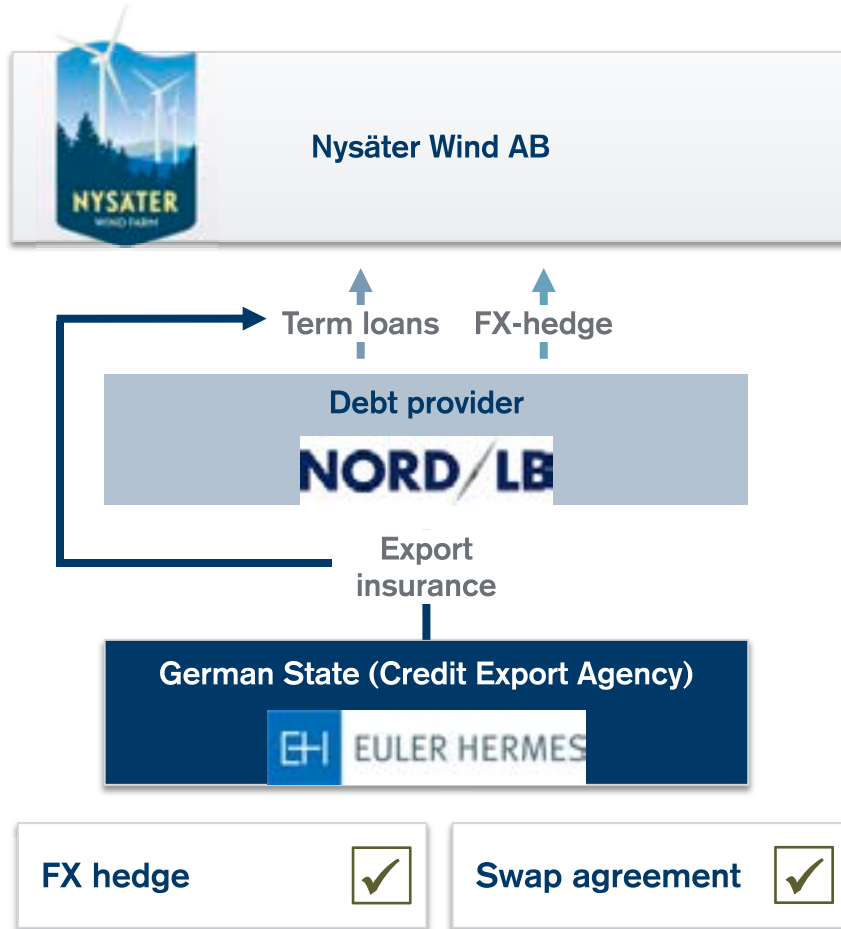 Nysäter Wind AB
NYSÄTER
WIND FARM
Term loans FX-hedge
Debt provider
NORD/LB
Export
insurance
German State (Credit Export Agency)
EH EULER HERMES
FX hedge
Swap agreement